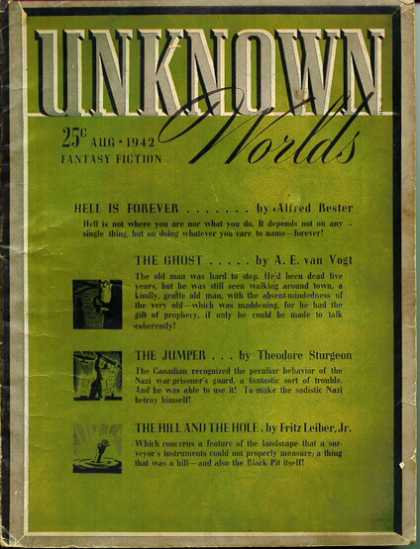 UNKNOWN
Worlds
25¢ AUG • 1942
FANTASY FICTION
HELL IS FOREVER . . . . . . . by Alfred Bester
Hell is not where you are nor what you do. It depends not on any
single thing, but on doing whatever you care to name—forever!
THE GHOST . . . . . by A. E. van Vogt
The old man was hard to stop. He'd been dead five
years, but he was still seen walking around town, a
kindly, gentle old man, with the absent-mindedness of
the very old—which was maddening, for he had the
gift of prophecy, if only he could be made to talk
coherently!
THE JUMPER . . . by Theodore Sturgeon
The Canadian recognized the peculiar behavior of the
Nazi war-prisoner's guard, a fantastic sort of trouble.
And he was able to use it! To make the sadistic Nazi
betray himself!
THE HILL AND THE HOLE . by Fritz Leiber, Jr.
Which concerns a feature of the landscape that a sur-
veyor's instruments could not properly measure; a thing
that was a hill—and also the Black Pit itself!